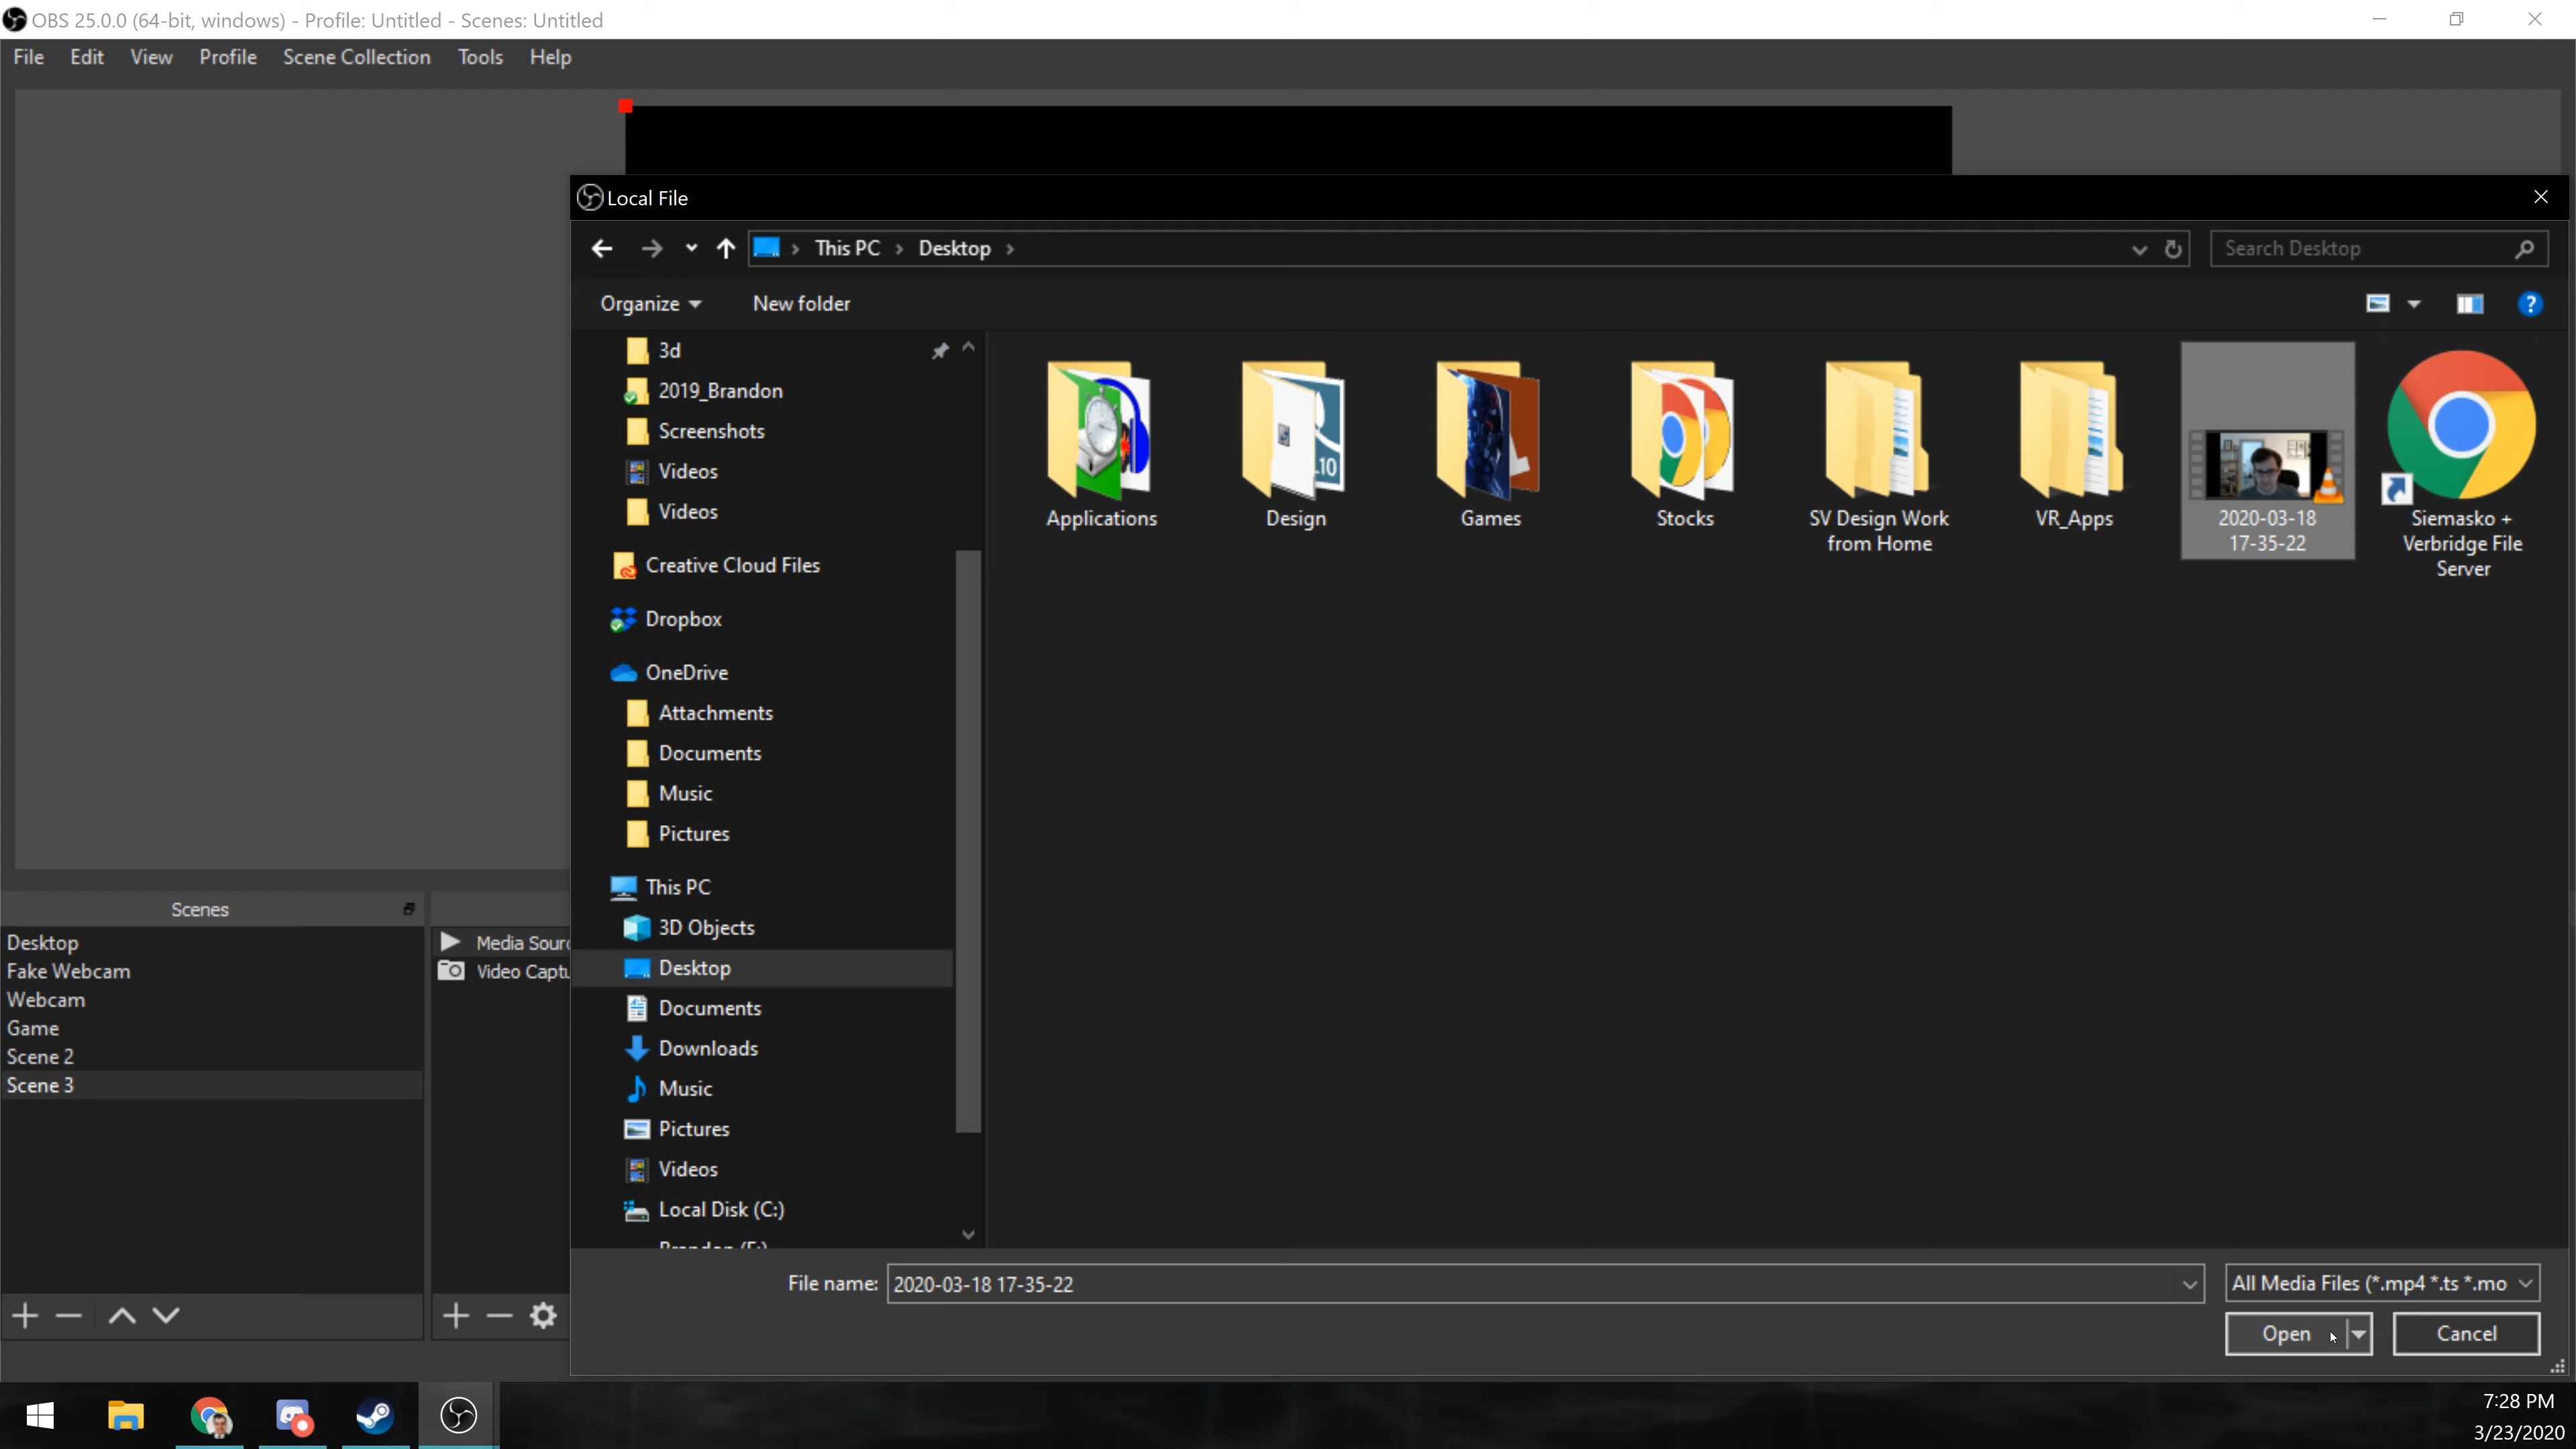 OBS 25.0.0 (64-bit, windows) - Profile: Untitled - Scenes: Untitled
File Edit View Profile Scene Collection Tools Help
Local File
This PC Desktop
Search Desktop
Organize New folder
3d
2019_Brandon
Screenshots
Videos
Videos
Creative Cloud Files
Dropbox
OneDrive
Attachments
Documents
Music
Pictures
This PC
3D Objects
Desktop
Documents
Downloads
Music
Pictures
Videos
Local Disk (C:)
Applications
Design
Games
Stocks
SV Design Work
from Home
VR_Apps
2020-03-18
17-35-22
Siemasko +
Verbridge File
Server
10
Scenes
Desktop
Fake Webcam
Webcam
Game
Scene 2
Scene 3
Media Sourc
Video Captu
File name: 2020-03-18 17-35-22
All Media Files (*.mp4 *.ts *.mo
Open Cancel
7:28 PM
3/23/2020